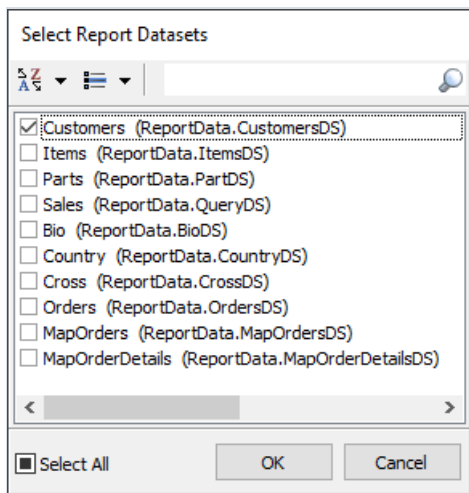 Select Report Datasets
Customers (ReportData.CustomersDS)
Items (ReportData.ItemsDS)
Parts (ReportData.PartDS)
Sales (ReportData.QueryDS)
Bio (ReportData.BioDS)
Country (ReportData.CountryDS)
Cross (ReportData.CrossDS)
Orders (ReportData.OrdersDS)
MapOrders (ReportData.MapOrdersDS)
MapOrderDetails (ReportData.MapOrderDetailsDS)
Select All OK Cancel